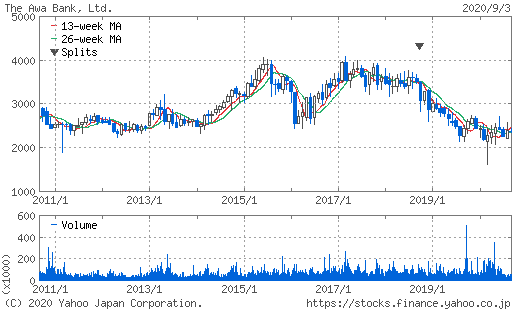 The Awa Bank, Ltd. 2020/9/3
5000
4000
3000
2000
1000
13-week MA
26-week MA
Splits
2011/1 2013/1 2015/1 2017/1 2019/1
600
400
200
0
(x1000)
Volume
2011/1 2013/1 2015/1 2017/1 2019/1
(C) 2020 Yahoo Japan Corporation. https://stocks.finance.yahoo.co.jp/